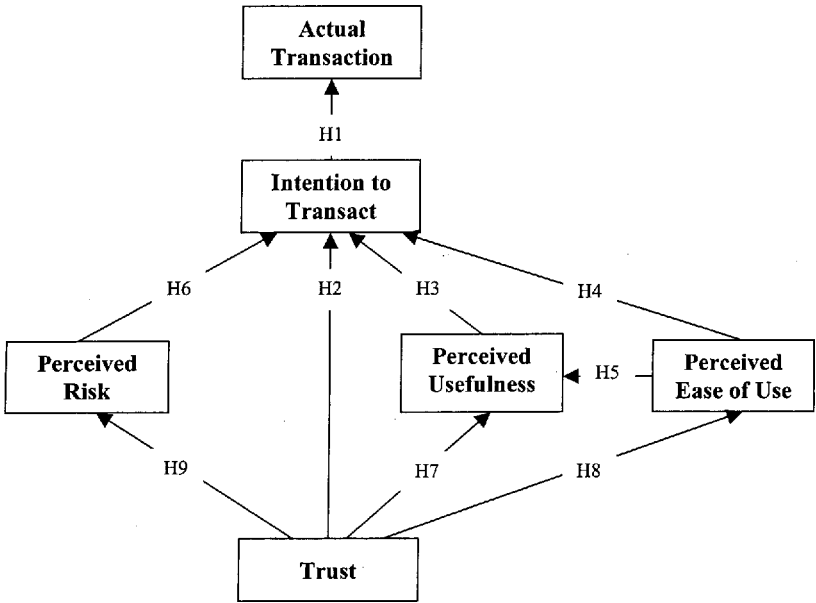 Actual
Transaction
H1
Intention to
Transact
H6
H2
H3
H4
Perceived
Risk
Perceived
Usefulness
H5
Perceived
Ease of Use
H9
H7
H8
Trust